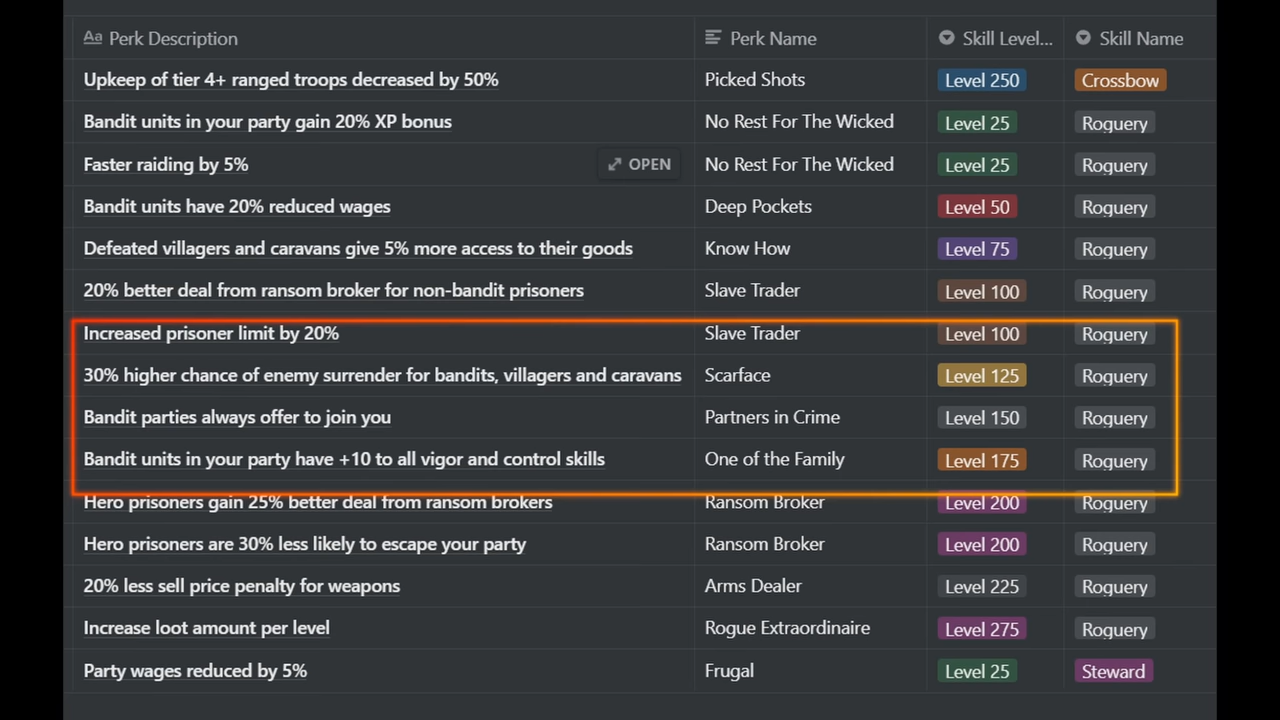 Aa Perk Description Perk Name Skill Level... Skill Name
Upkeep of tier 4+ ranged troops decreased by 50% Picked Shots Level 250 Crossbow
Bandit units in your party gain 20% XP bonus No Rest For The Wicked Level 25 Roguery
Faster raiding by 5% OPEN No Rest For The Wicked Level 25 Roguery
Bandit units have 20% reduced wages Deep Pockets Level 50 Roguery
Defeated villagers and caravans give 5% more access to their goods Know How Level 75 Roguery
20% better deal from ransom broker for non-bandit prisoners Slave Trader Level 100 Roguery
Increased prisoner limit by 20% Slave Trader Level 100 Roguery
30% higher chance of enemy surrender for bandits, villagers and caravans Scarface Level 125 Roguery
Bandit parties always offer to join you Partners in Crime Level 150 Roguery
Bandit units in your party have +10 to all vigor and control skills One of the Family Level 175 Roguery
Hero prisoners gain 25% better deal from ransom brokers Ransom Broker Level 200 Roguery
Hero prisoners are 30% less likely to escape your party Ransom Broker Level 200 Roguery
20% less sell price penalty for weapons Arms Dealer Level 225 Roguery
Increase loot amount per level Rogue Extraordinaire Level 275 Roguery
Party wages reduced by 5% Frugal Level 25 Steward